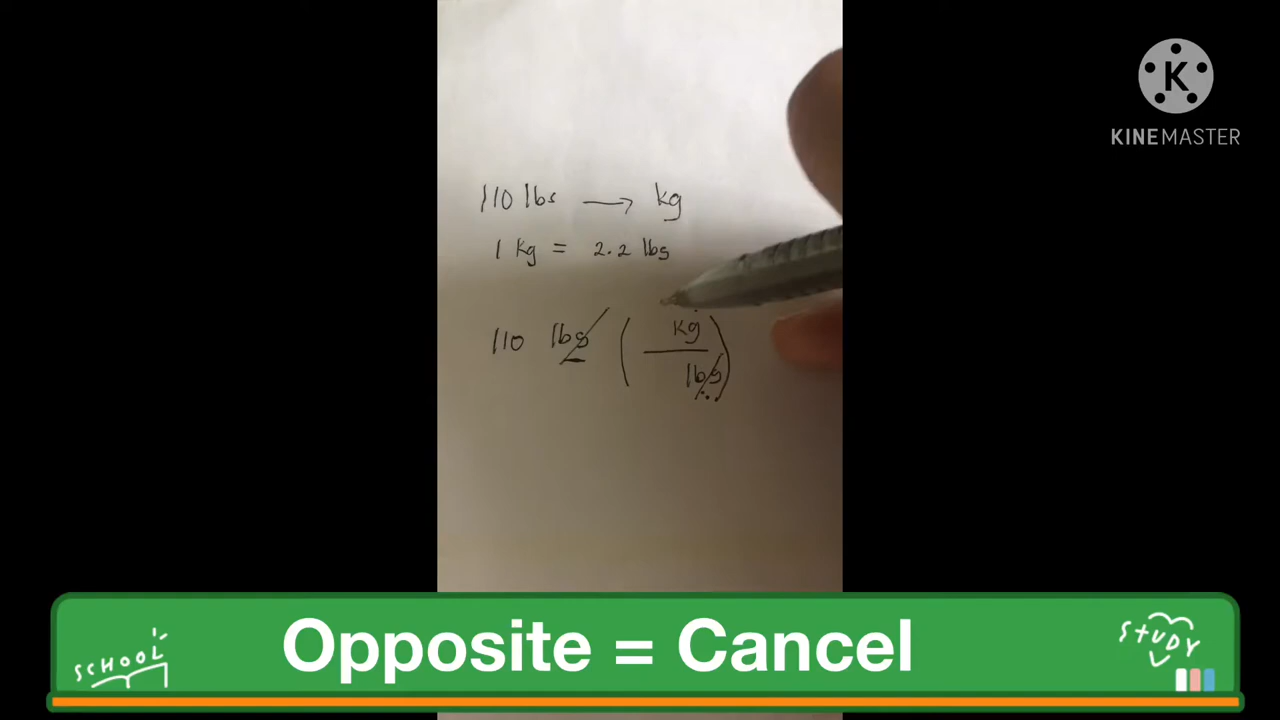 K
KINEMASTER
110 lbs → kg
1 kg = 2.2 lbs
110 lbs ( kg
lbs )
Opposite = Cancel
SCHOOL
STUDY